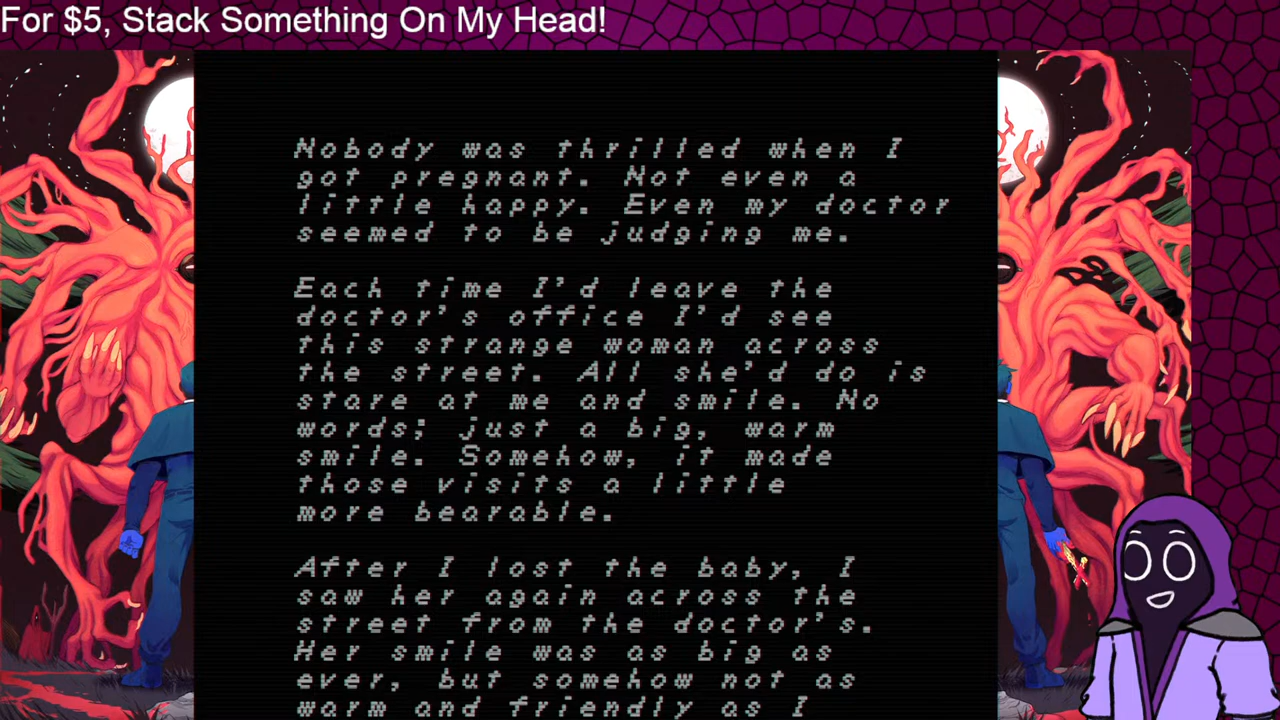 For $5, Stack Something On My Head!
Nobody was thrilled when I
got pregnant. Not even a
little happy. Even my doctor
seemed to be judging me.
Each time I'd leave the
doctor's office I'd see
this strange woman across
the street. All she'd do is
stare at me and smile. No
words; just a big, warm
smile. Somehow, it made
those visits a little
more bearable.
After I lost the baby, I
saw her again across the
street from the doctor's.
Her smile was as big as
ever, but somehow not as
warm and friendly as I